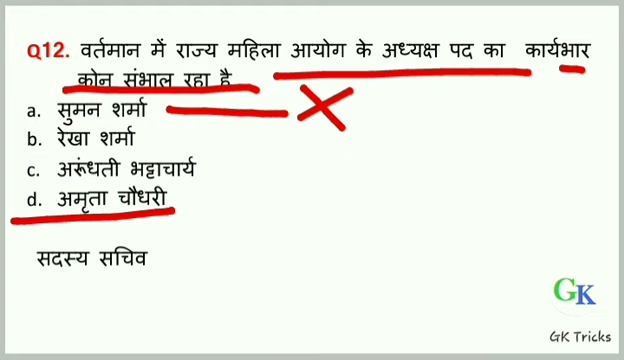 Q12. वर्तमान में राज्य महिला आयोग के अध्यक्ष पद का कार्यभार
कोन संभाल रहा है
a. सुमन शर्मा
b. रेखा शर्मा
c. अरूंधती भट्टाचार्य
d. अमृता चौधरी
सदस्य सचिव
GK
GK Tricks